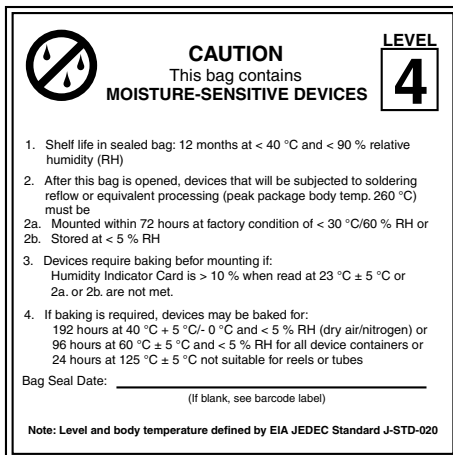 CAUTION
This bag contains
MOISTURE-SENSITIVE DEVICES
LEVEL
4
1. Shelf life in sealed bag: 12 months at < 40 °C and < 90 % relative
humidity (RH)
2. After this bag is opened, devices that will be subjected to soldering
reflow or equivalent processing (peak package body temp. 260 °C)
must be
2a. Mounted within 72 hours at factory condition of < 30 °C/60 % RH or
2b. Stored at < 5 % RH
3. Devices require baking befor mounting if:
Humidity Indicator Card is > 10 % when read at 23 °C ± 5 °C or
2a. or 2b. are not met.
4. If baking is required, devices may be baked for:
192 hours at 40 °C + 5 °C/- 0 °C and < 5 % RH (dry air/nitrogen) or
96 hours at 60 °C ± 5 °C and < 5 % RH for all device containers or
24 hours at 125 °C ± 5 °C not suitable for reels or tubes
Bag Seal Date:
(If blank, see barcode label)
Note: Level and body temperature defined by EIA JEDEC Standard J-STD-020